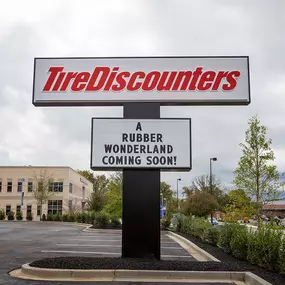 TireDiscounters
A
RUBBER
WONDERLAND
COMING SOON!